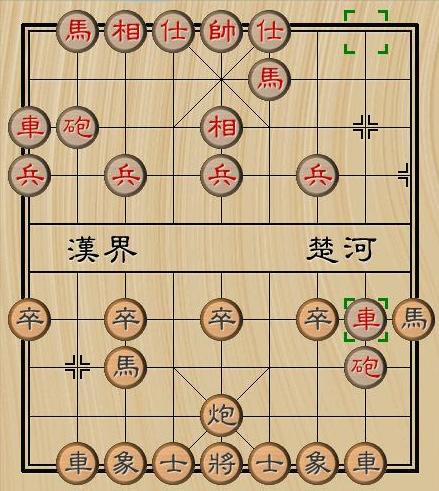 馬 相 仕 帥 仕
馬
車 砲 相
兵 兵 兵 兵
漢界 楚河
卒 卒 卒 卒 車 馬
馬 砲
炮
車 象 士 將 士 象 車